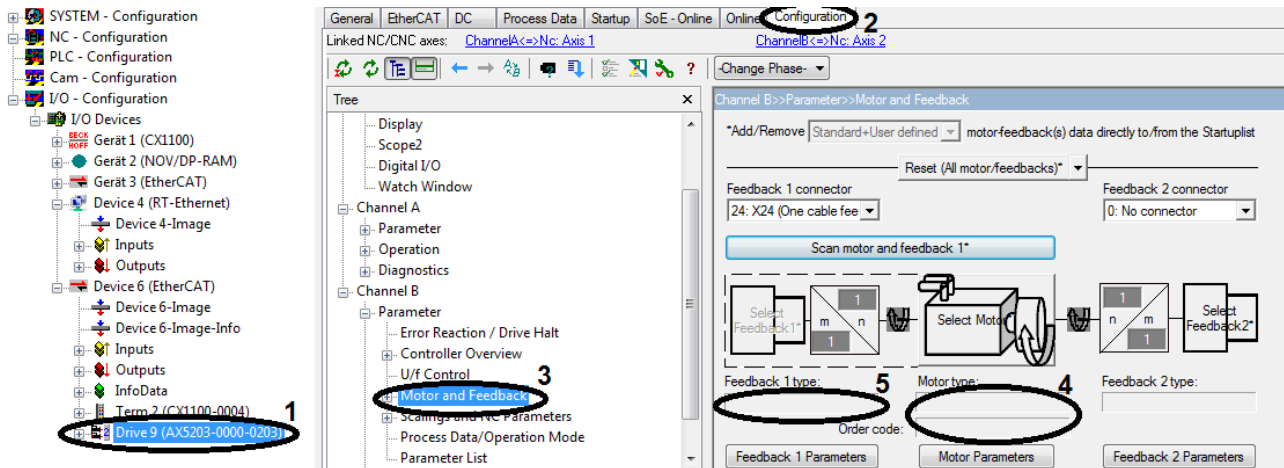 SYSTEM - Configuration
NC - Configuration
PLC - Configuration
Cam - Configuration
I/O - Configuration
I/O Devices
BECK
HOFF
Gerät 1 (CX1100)
Gerät 2 (NOV/DP-RAM)
Gerät 3 (EtherCAT)
Device 4 (RT-Ethernet)
Device 4-Image
Inputs
Outputs
Device 6 (EtherCAT)
Device 6-Image
Device 6-Image-Info
Inputs
Outputs
InfoData
Term 2 (CX1100-0004)
1
Drive 9 (AX5203-0000-0203)
General EtherCAT DC Process Data Startup SoE - Online Online Configuration
2
Linked NC/CNC axes: ChannelA<=>Nc: Axis 1 ChannelB<=>Nc: Axis 2
-Change Phase-
Tree
Display
Scope2
Digital I/O
Watch Window
Channel A
Parameter
Operation
Diagnostics
Channel B
Parameter
Error Reaction / Drive Halt
Controller Overview
U/f Control
3
Motor and Feedback
Scalings and NC Parameters
Process Data/Operation Mode
Parameter List
Channel B>>Parameter>>Motor and Feedback
*Add/Remove Standard+User defined motor-feedback(s) data directly to/from the Startuplist
Reset (All motor/feedbacks)*
Feedback 1 connector Feedback 2 connector
24: X24 (One cable fee 0: No connector
Scan motor and feedback 1*
Select
Feedback1*
1
m n
1
Select Motor*
1
n m
1
Select
Feedback2*
Feedback 1 type: 5 Motor type: 4 Feedback 2 type:
Order code:
Feedback 1 Parameters Motor Parameters Feedback 2 Parameters